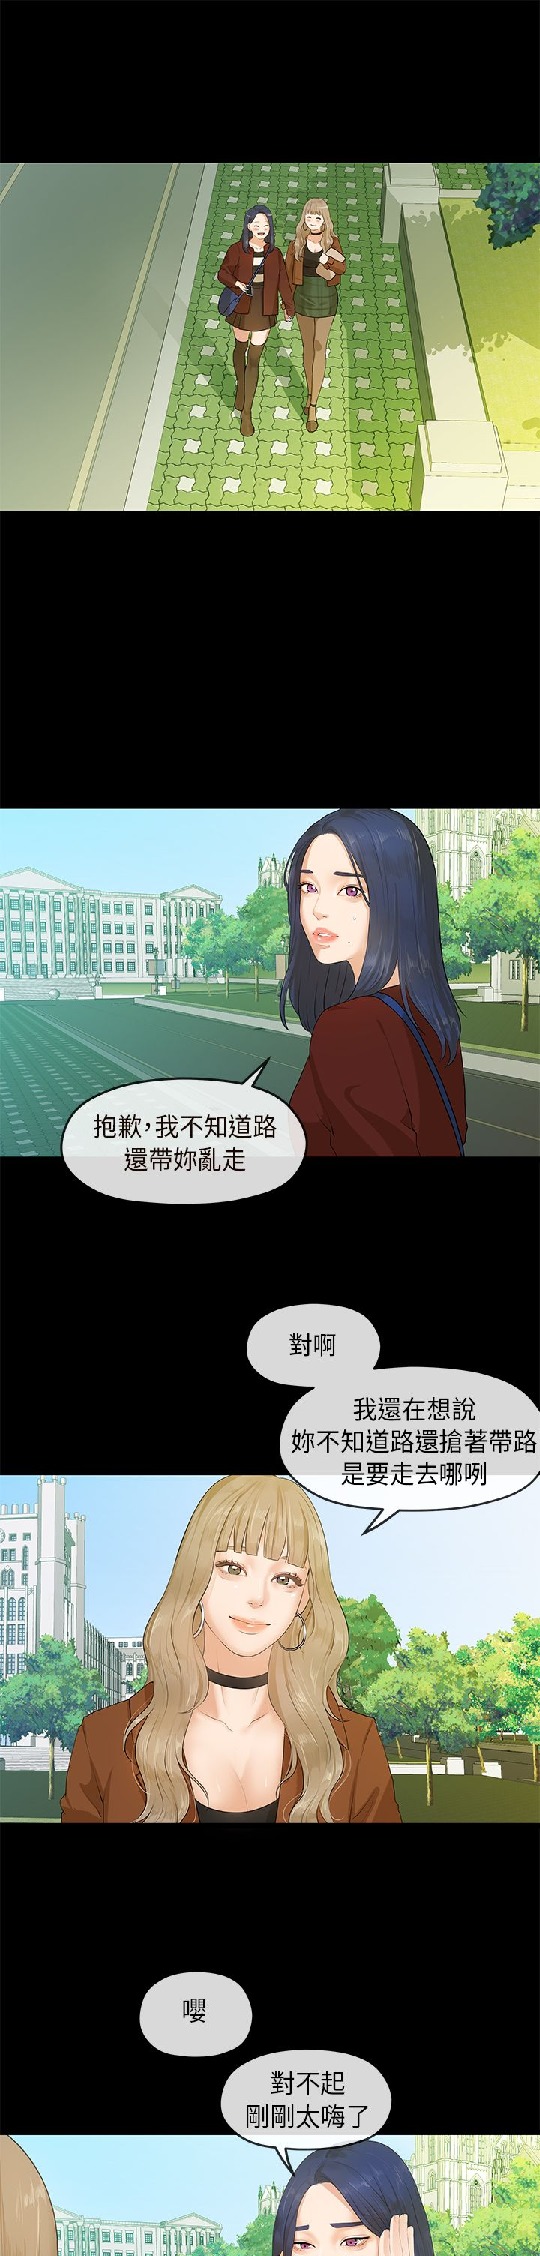 抱歉，我不知道路
還帶妳亂走
對啊
我還在想說
妳不知道路還搶著帶路
是要走去哪咧
嚶
對不起
剛剛太嗨了